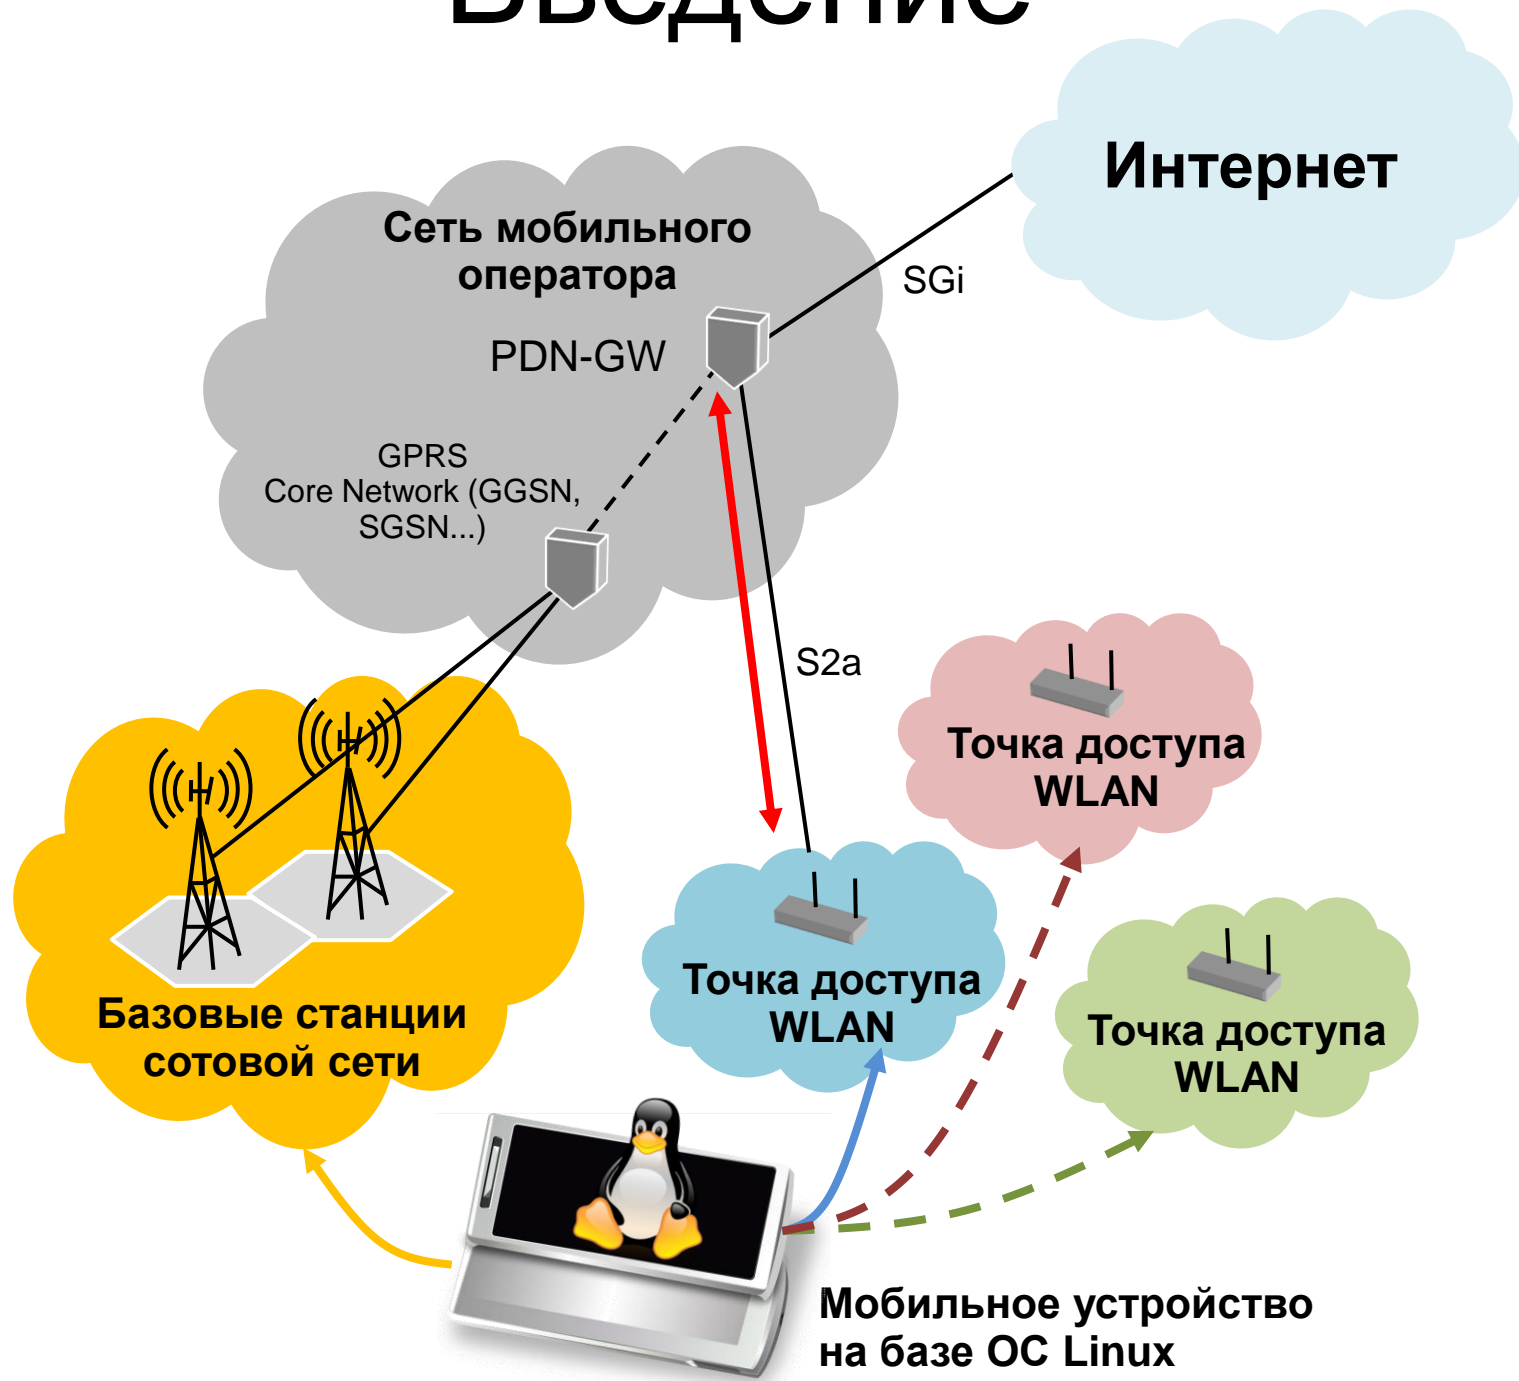 Введение
Интернет
Сеть мобильного
оператора
SGi
PDN-GW
GPRS
Core Network (GGSN,
SGSN...)
S2a
Точка доступа
WLAN
Точка доступа
WLAN
Точка доступа
WLAN
Базовые станции
сотовой сети
Мобильное устройство
на базе ОС Linux